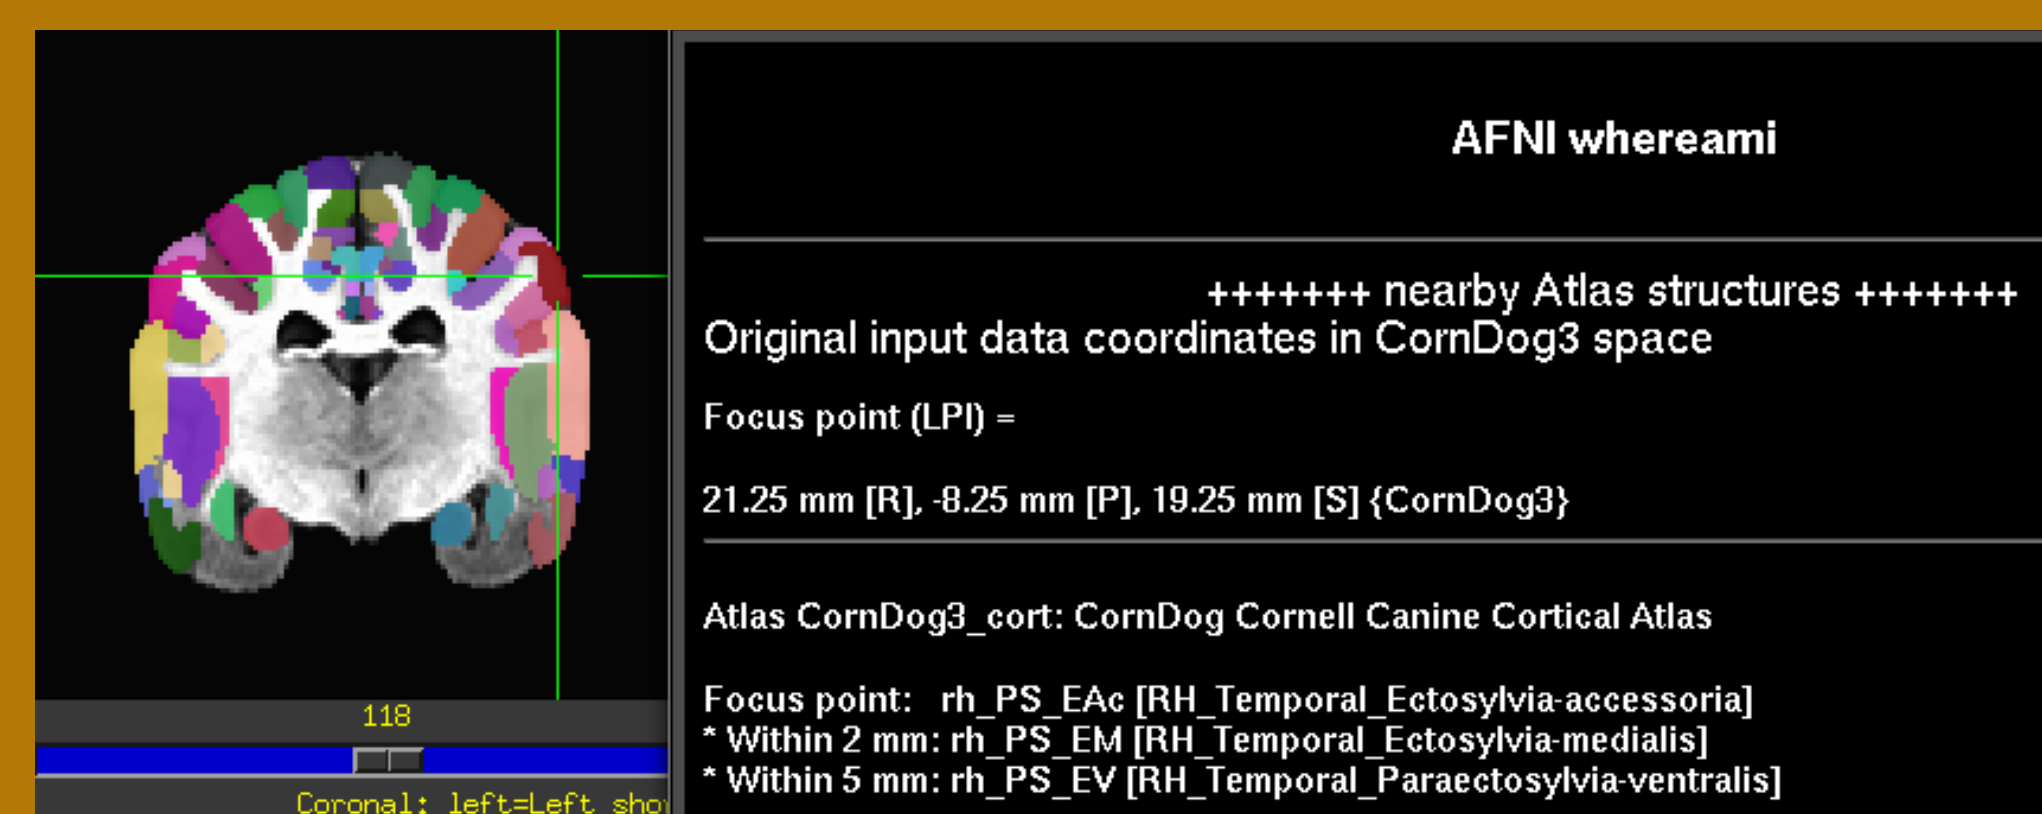 AFNI whereami
+++++++ nearby Atlas structures +++++++
Original input data coordinates in CornDog3 space
Focus point (LPI) =
21.25 mm [R], -8.25 mm [P], 19.25 mm [S] {CornDog3}
Atlas CornDog3_cort: CornDog Cornell Canine Cortical Atlas
Focus point: rh_PS_EAc [RH_Temporal_Ectosylvia-accessoria]
* Within 2 mm: rh_PS_EM [RH_Temporal_Ectosylvia-medialis]
* Within 5 mm: rh_PS_EV [RH_Temporal_Paraectosylvia-ventralis]
118
Coronal: left=Left sho